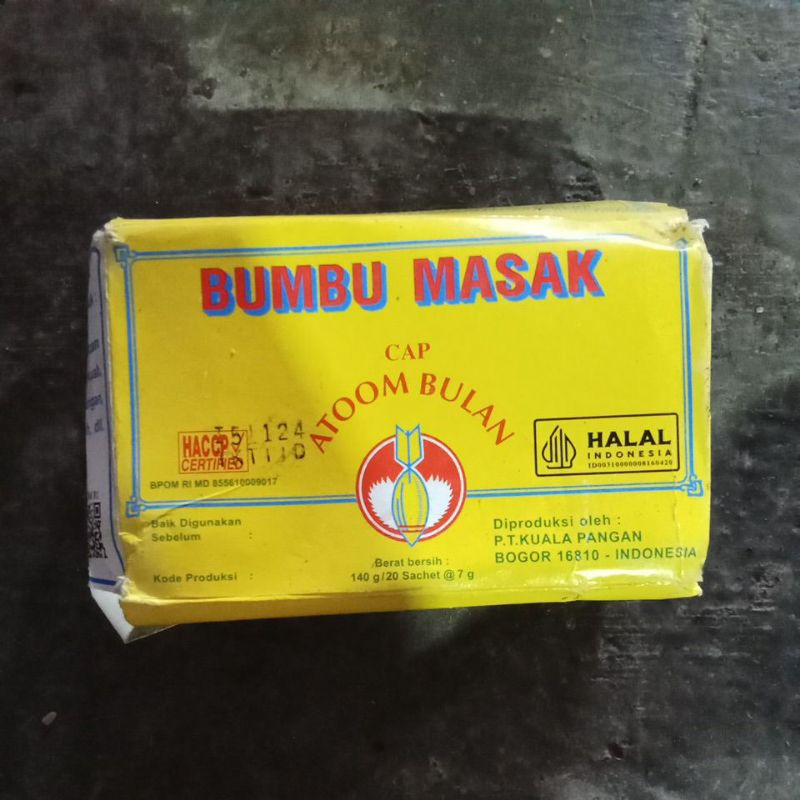 BUMBU MASAK
CAP
ATOOM BULAN
HACCP
CERTIFIED
BPOM RI MD 855610009017
HALAL
INDONESIA
ID00310000008160420
Baik Digunakan
Sebelum :
Kode Produksi :
Berat bersih :
140 g/20 Sachet @ 7 g
Diproduksi oleh :
P.T.KUALA PANGAN
BOGOR 16810 - INDONESIA